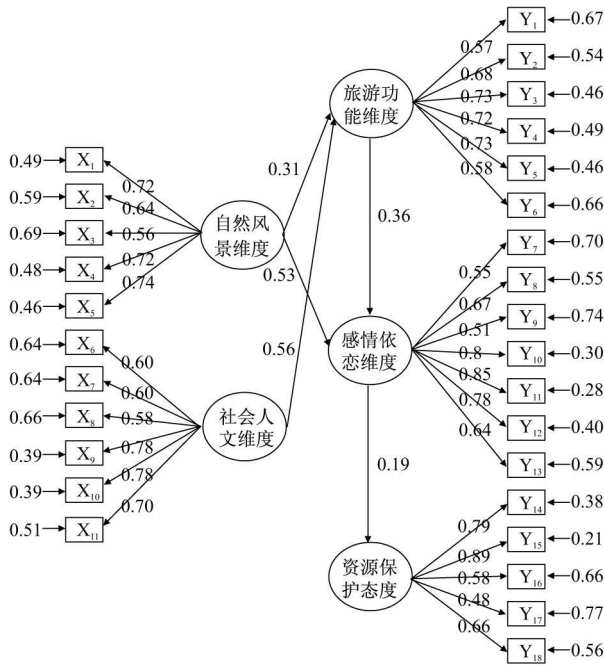 0.49
X₁
0.72
0.59
X₂
0.64
0.69
X₃
0.56
0.48
X₄
0.72
0.46
X₅
0.74
自然风
景维度
0.64
X₆
0.60
0.64
X₇
0.60
0.66
X₈
0.58
0.39
X₉
0.78
0.39
X₁₀
0.78
0.51
X₁₁
0.70
社会人
文维度
0.31
0.53
0.56
旅游功
能维度
0.36
感情依
恋维度
0.19
资源保
护态度
0.57
Y₁
0.67
0.68
Y₂
0.54
0.73
Y₃
0.46
0.72
Y₄
0.49
0.73
Y₅
0.46
0.58
Y₆
0.66
0.55
Y₇
0.70
0.67
Y₈
0.55
0.51
Y₉
0.74
0.8
Y₁₀
0.30
0.85
Y₁₁
0.28
0.78
Y₁₂
0.40
0.64
Y₁₃
0.59
0.79
Y₁₄
0.38
0.89
Y₁₅
0.21
0.58
Y₁₆
0.66
0.48
Y₁₇
0.77
0.66
Y₁₈
0.56